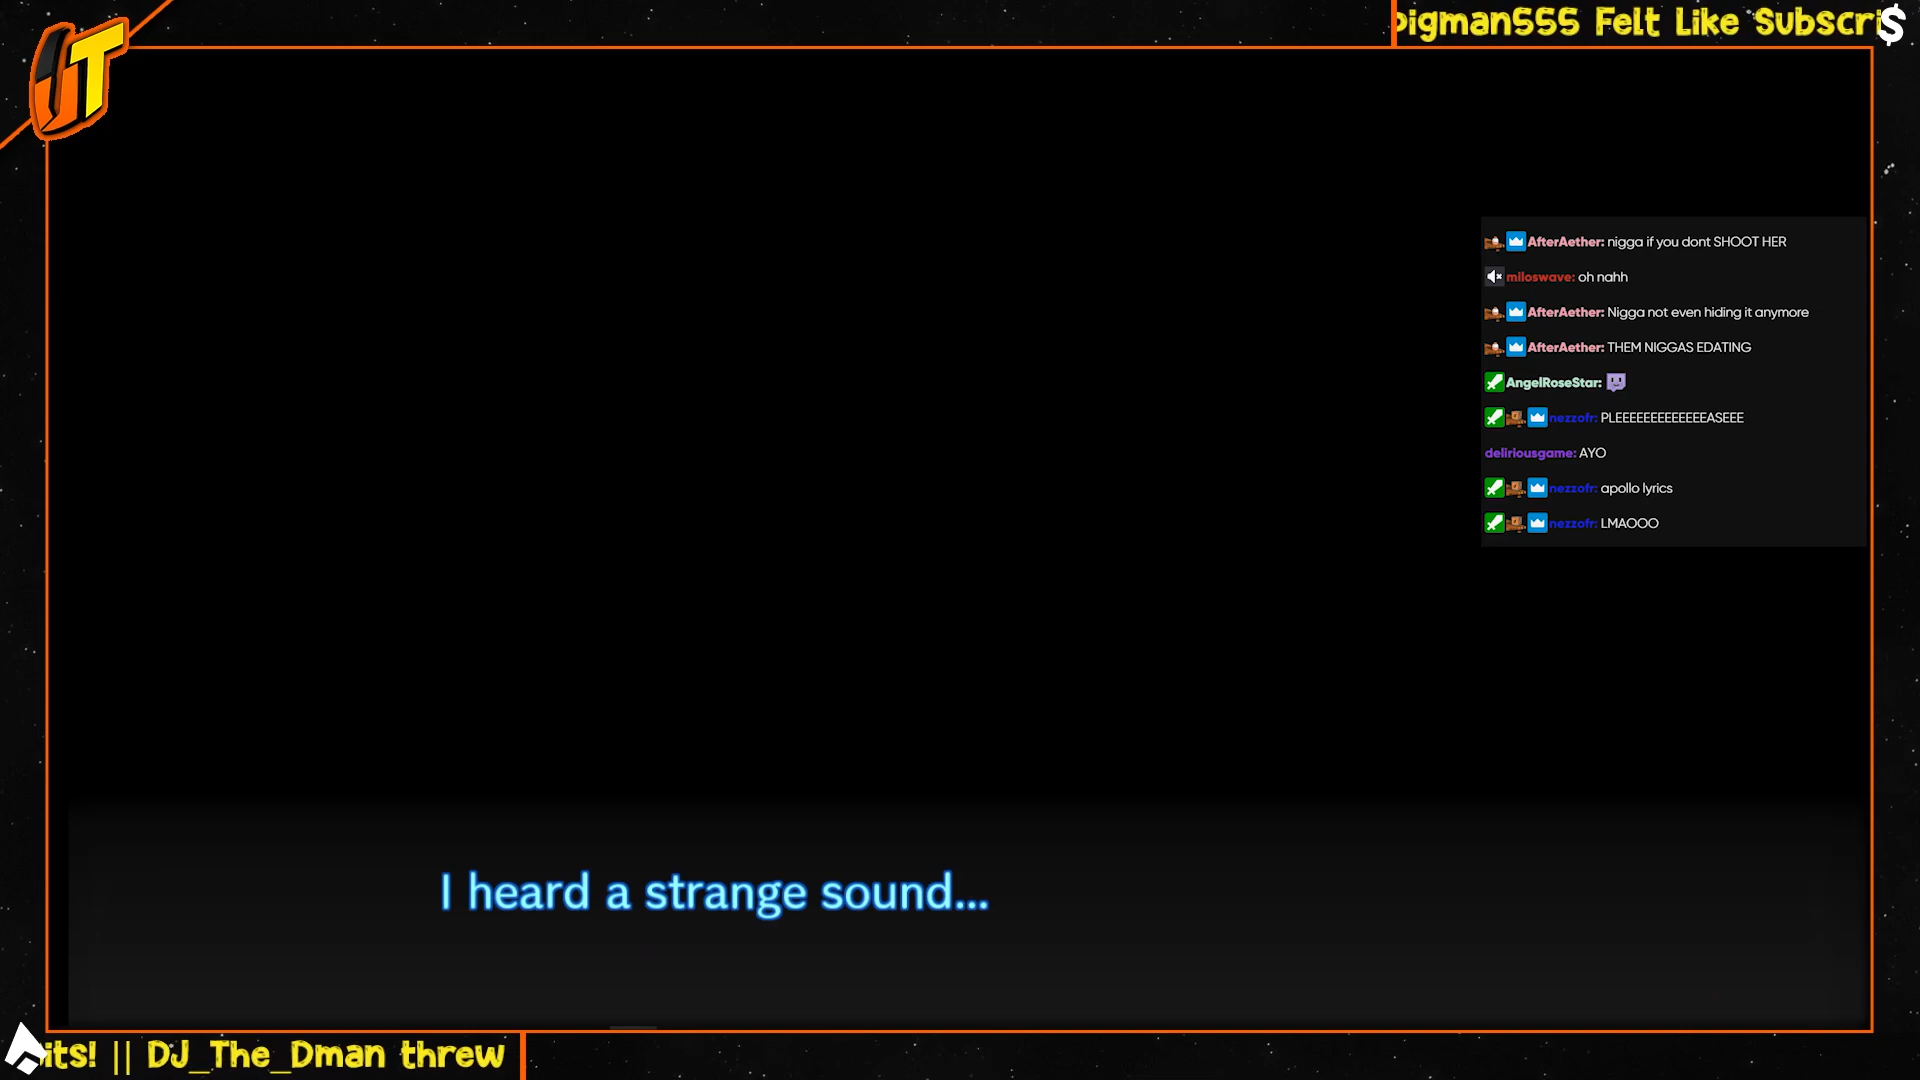 pigman555 Felt Like Subscri
$
JT
AfterAether: nigga if you dont SHOOT HER
miloswave: oh nahh
AfterAether: Nigga not even hiding it anymore
AfterAether: THEM NIGGAS EDATING
AngelRoseStar:
nezzofr: PLEEEEEEEEEEEEEASEEE
deliriousgame: AYO
nezzofr: apollo lyrics
nezzofr: LMAOOO
I heard a strange sound...
its! || DJ_The_Dman threw